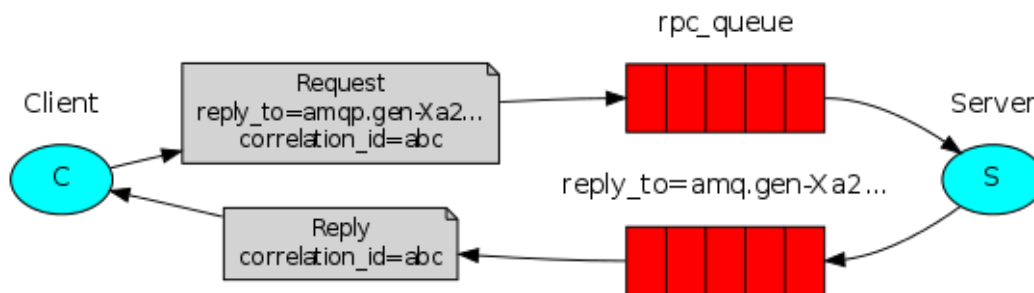 rpc_queue
Client
Request
reply_to=amqp.gen-Xa2...
correlation_id=abc
Server
C
S
reply_to=amq.gen-Xa2...
Reply
correlation_id=abc